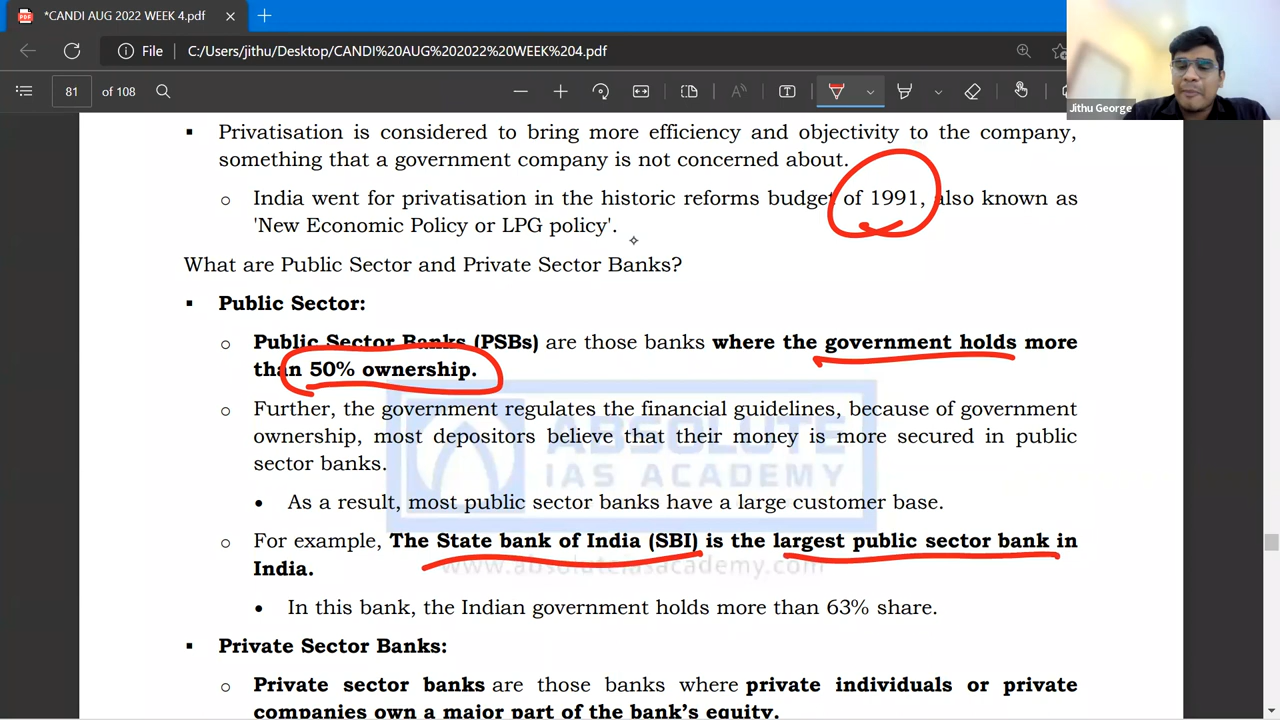 *CANDI AUG 2022 WEEK 4.pdf
File
C:/Users/jithu/Desktop/CANDI%20AUG%202022%20WEEK%204.pdf
81 of 108
Jithu George
▪ Privatisation is considered to bring more efficiency and objectivity to the company,
something that a government company is not concerned about.
o India went for privatisation in the historic reforms budget of 1991, also known as
'New Economic Policy or LPG policy'.
What are Public Sector and Private Sector Banks?
▪ Public Sector:
o Public Sector Banks (PSBs) are those banks where the government holds more
than 50% ownership.
o Further, the government regulates the financial guidelines, because of government
ownership, most depositors believe that their money is more secured in public
sector banks.
• As a result, most public sector banks have a large customer base.
o For example, The State bank of India (SBI) is the largest public sector bank in
India.
• In this bank, the Indian government holds more than 63% share.
▪ Private Sector Banks:
o Private sector banks are those banks where private individuals or private
companies own a major part of the bank's equity.
ABSOLUTE
IAS ACADEMY
www.absoluteiasacademy.com